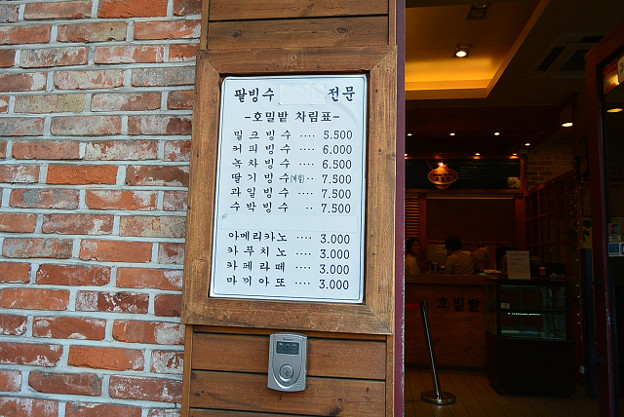 팥빙수 전문
-호밀밭 차림표-
밀크빙수 ···· 5.500
커피빙수 ···· 6.000
녹차빙수 ···· 6.500
딸기빙수(계절) ·· 7.500
과일빙수 ···· 7.500
수박빙수 ···· 7.500
아메리카노 ···· 3.000
카푸치노 ···· 3.000
카페라떼 ···· 3.000
마끼아또 ···· 3.000
호밀밭